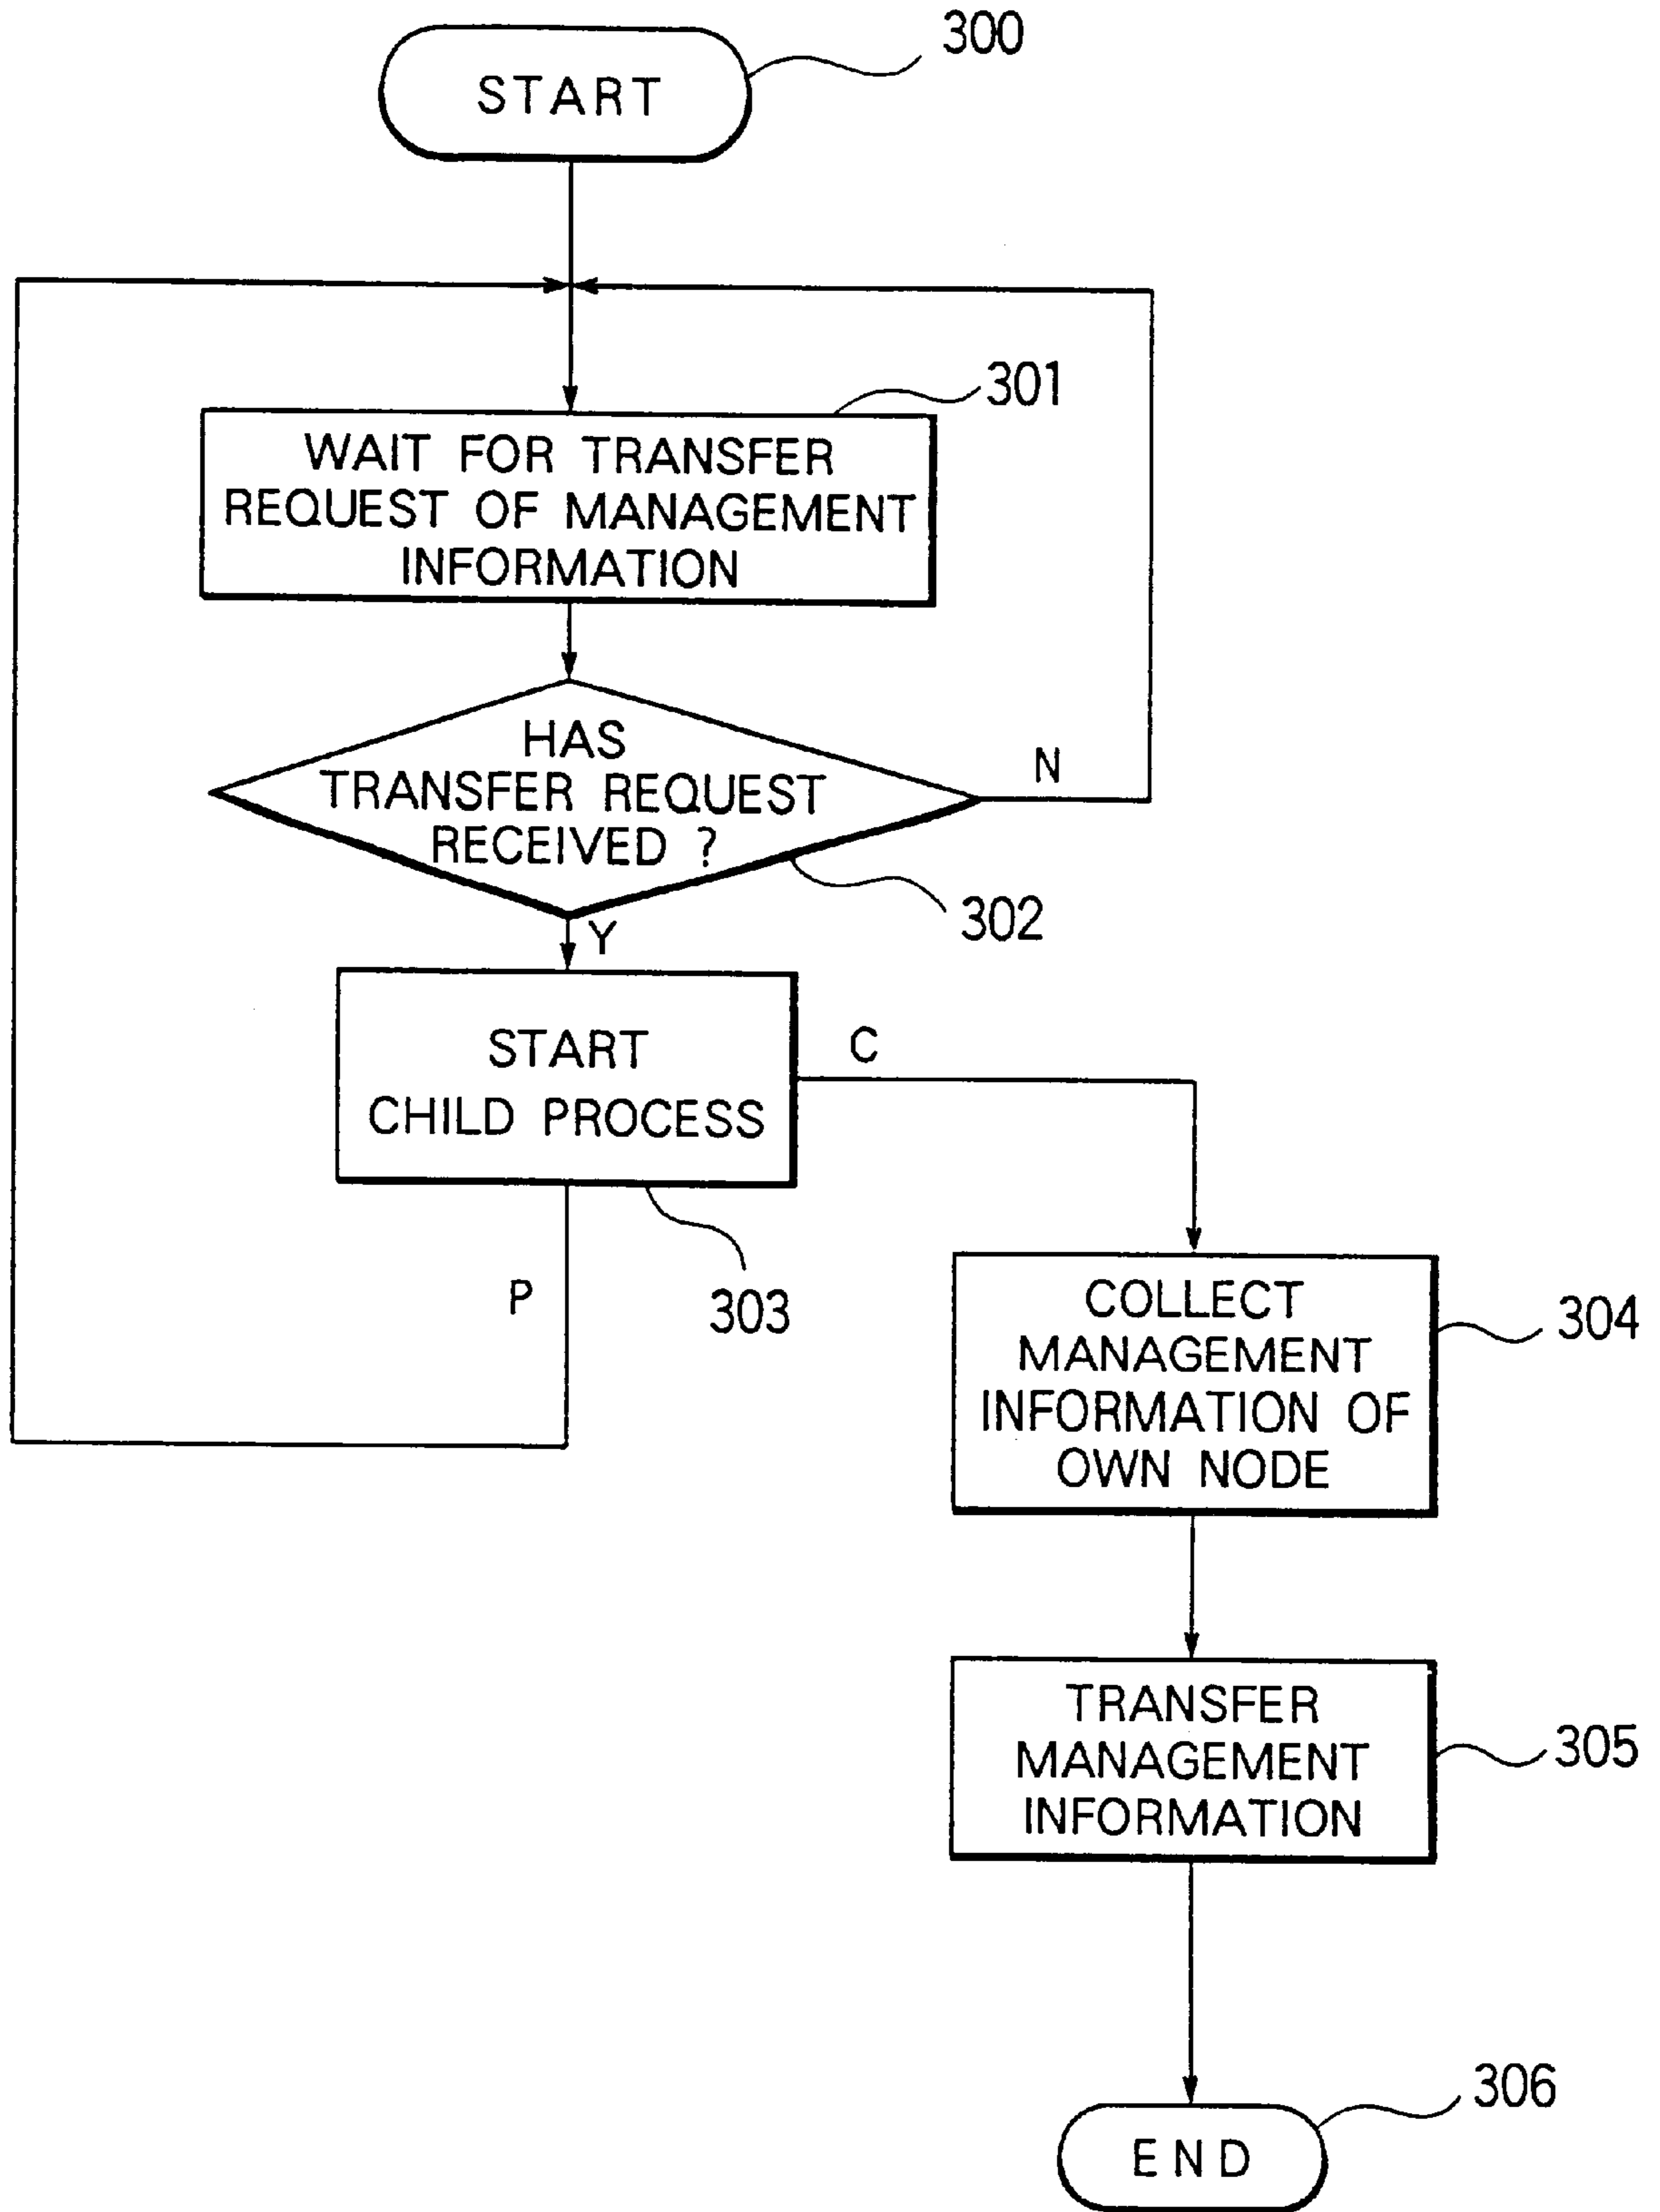 START
300
301
WAIT FOR TRANSFER
REQUEST OF MANAGEMENT
INFORMATION
HAS
TRANSFER REQUEST
RECEIVED ?
N
302
Y
START
CHILD PROCESS
C
P
303
COLLECT
MANAGEMENT
INFORMATION OF
OWN NODE
304
TRANSFER
MANAGEMENT
INFORMATION
305
306
END